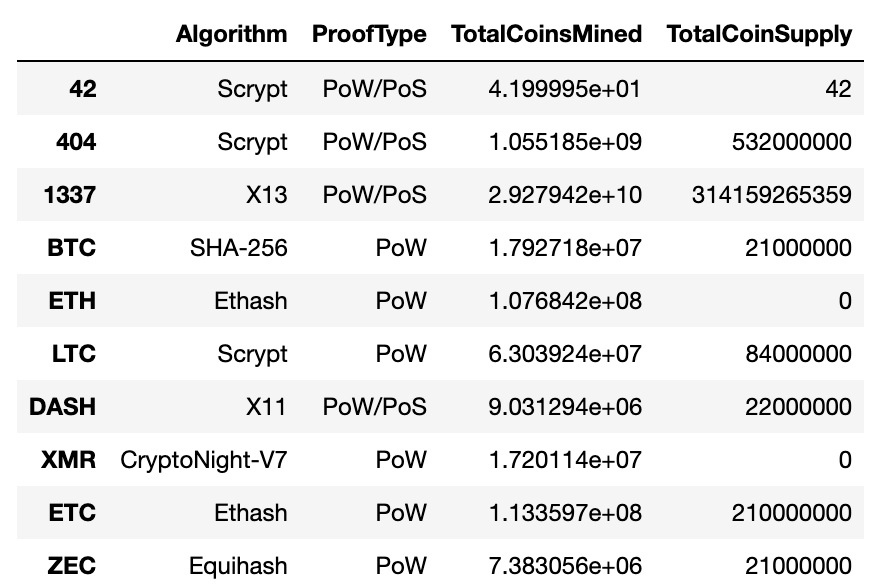 Algorithm ProofType TotalCoinsMined TotalCoinSupply
42 Scrypt PoW/PoS 4.199995e+01 42
404 Scrypt PoW/PoS 1.055185e+09 532000000
1337 X13 PoW/PoS 2.927942e+10 314159265359
BTC SHA-256 PoW 1.792718e+07 21000000
ETH Ethash PoW 1.076842e+08 0
LTC Scrypt PoW 6.303924e+07 84000000
DASH X11 PoW/PoS 9.031294e+06 22000000
XMR CryptoNight-V7 PoW 1.720114e+07 0
ETC Ethash PoW 1.133597e+08 210000000
ZEC Equihash PoW 7.383056e+06 21000000